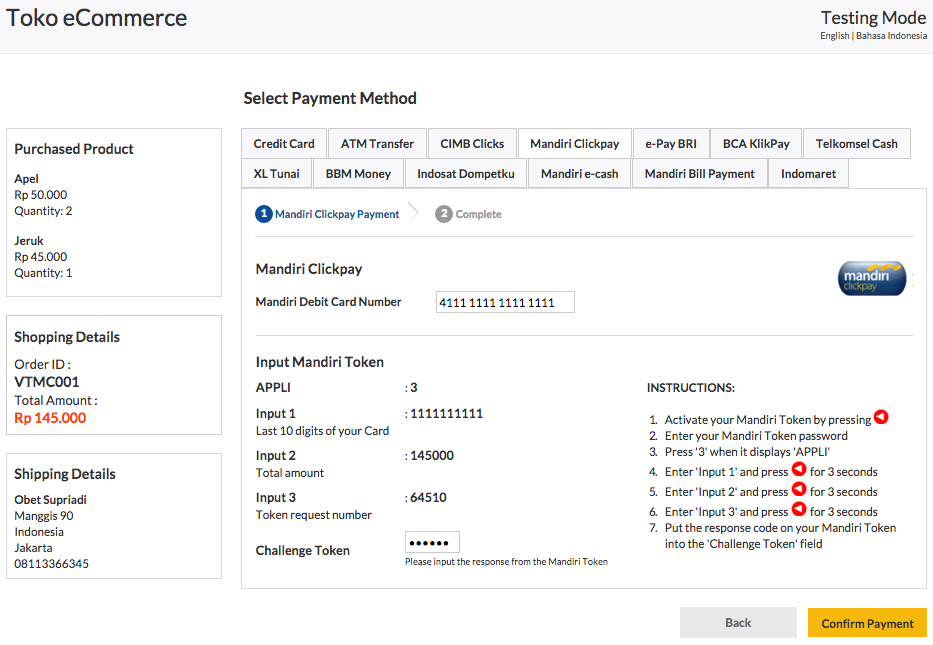 Toko eCommerce
Testing Mode
English | Bahasa Indonesia
Select Payment Method
Purchased Product
Apel
Rp 50.000
Quantity: 2
Jeruk
Rp 45.000
Quantity: 1
Shopping Details
Order ID :
VTMC001
Total Amount :
Rp 145.000
Shipping Details
Obet Supriadi
Manggis 90
Indonesia
Jakarta
08113366345
Credit Card ATM Transfer CIMB Clicks Mandiri Clickpay e-Pay BRI BCA KlikPay Telkomsel Cash
XL Tunai BBM Money Indosat Dompetku Mandiri e-cash Mandiri Bill Payment Indomaret
1 Mandiri Clickpay Payment 2 Complete
Mandiri Clickpay
mandiri
clickpay
Mandiri Debit Card Number 4111 1111 1111 1111
Input Mandiri Token
APPLI : 3
Input 1 : 1111111111
Last 10 digits of your Card
Input 2 : 145000
Total amount
Input 3 : 64510
Token request number
Challenge Token ••••••
Please input the response from the Mandiri Token
INSTRUCTIONS:
1. Activate your Mandiri Token by pressing
2. Enter your Mandiri Token password
3. Press '3' when it displays 'APPLI'
4. Enter 'Input 1' and press for 3 seconds
5. Enter 'Input 2' and press for 3 seconds
6. Enter 'Input 3' and press for 3 seconds
7. Put the response code on your Mandiri Token
into the 'Challenge Token' field
Back Confirm Payment